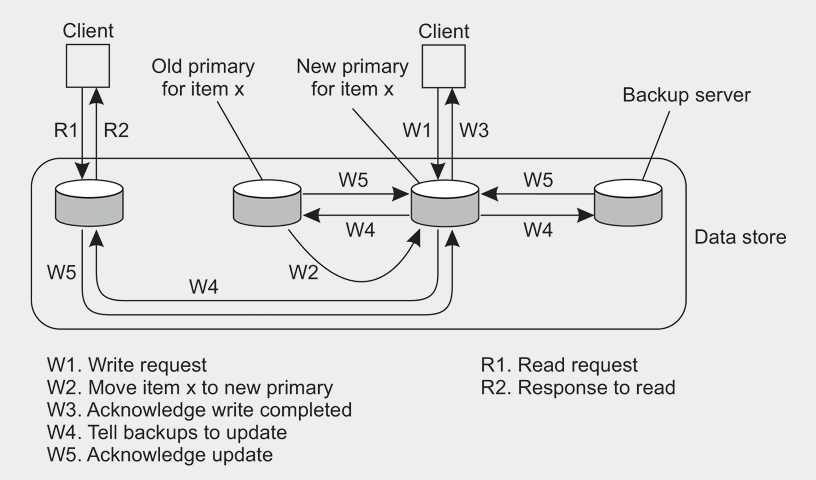 Client
Client
Old primary
for item x
New primary
for item x
Backup server
R1
R2
W1
W3
W5
W5
W4
W4
Data store
W5
W2
W4
W1. Write request
W2. Move item x to new primary
W3. Acknowledge write completed
W4. Tell backups to update
W5. Acknowledge update
R1. Read request
R2. Response to read